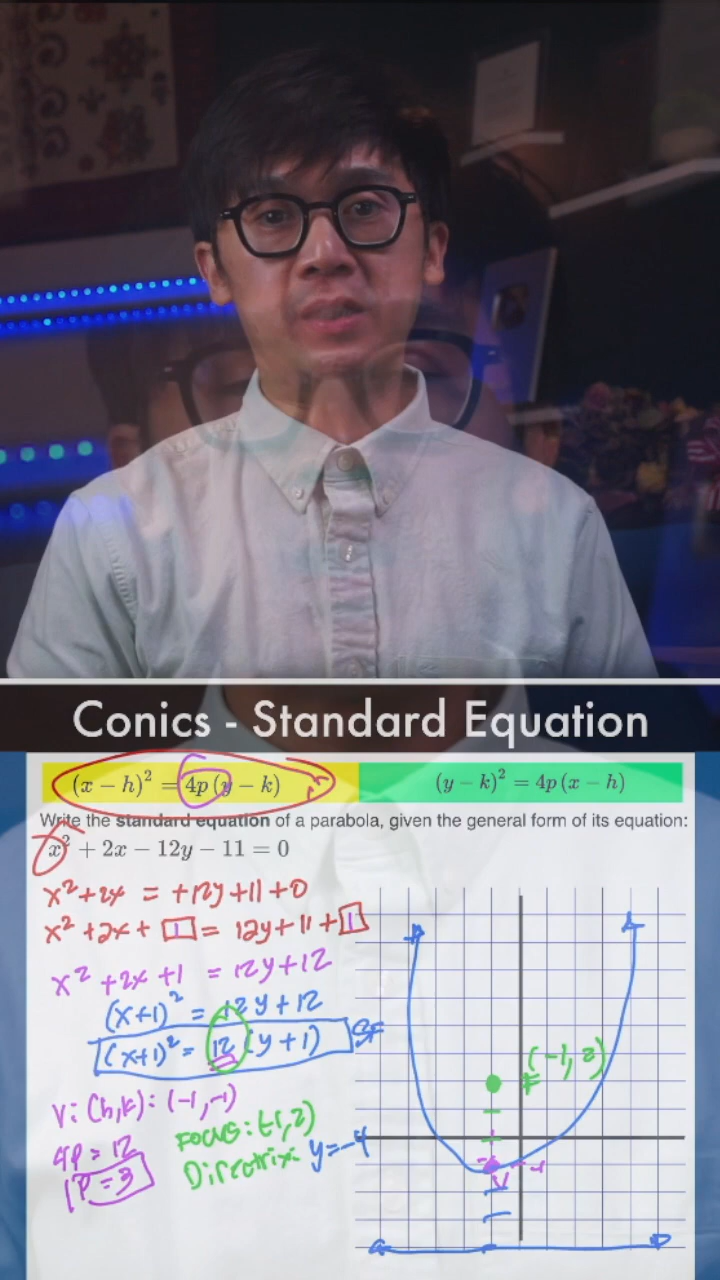 Conics - Standard Equation
(x − h)² = 4p (y − k)
(y − k)² = 4p (x − h)
Write the standard equation of a parabola, given the general form of its equation:
x² + 2x − 12y − 11 = 0
x²+2x = +12y+11+0
x²+2x+ 1 = 12y+11+1
x²+2x+1 = 12y+12
(x+1)² = 12y+12
(x+1)² = 12(y+1) SF
V: (h,k): (-1,-1)
4P = 12
P = 3
Focus: (-1,2)
Directrix: y=-4
(-1,2)
F
-1
V